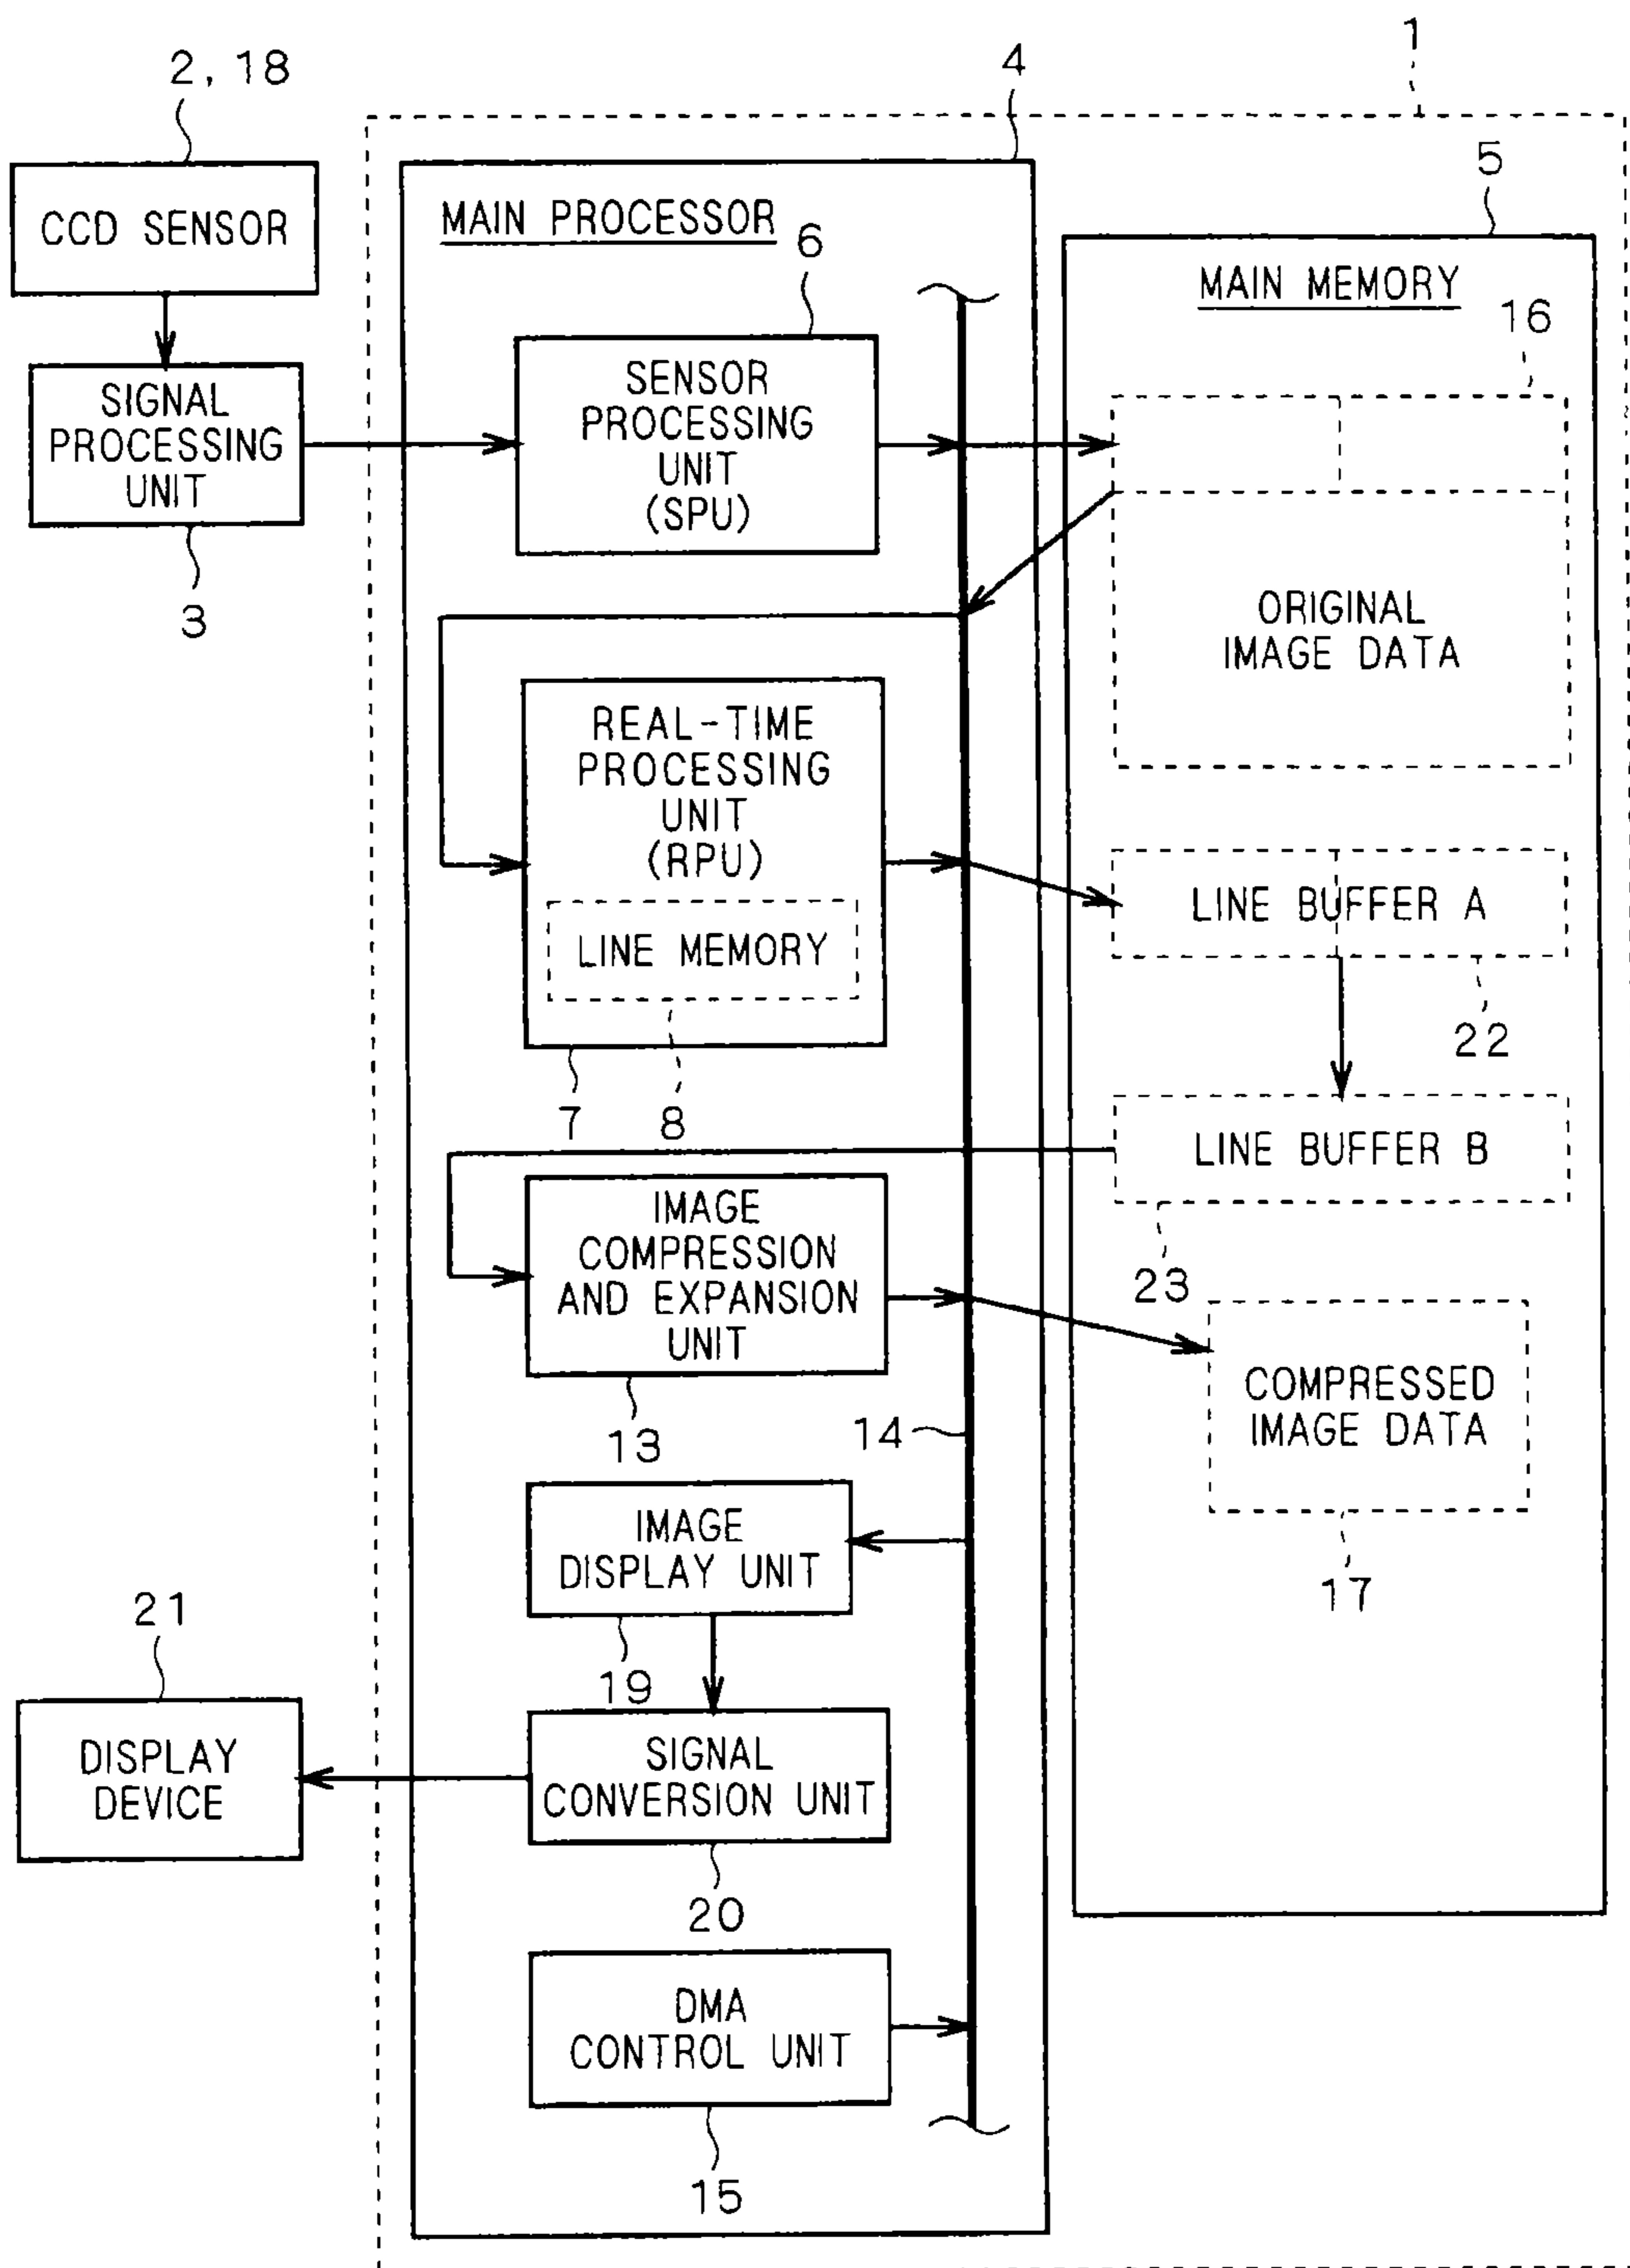 1
2, 18
4
5
CCD SENSOR
MAIN PROCESSOR
6
MAIN MEMORY
16
SIGNAL
PROCESSING
UNIT
3
SENSOR
PROCESSING
UNIT
(SPU)
ORIGINAL
IMAGE DATA
REAL-TIME
PROCESSING
UNIT
(RPU)
LINE MEMORY
7
8
LINE BUFFER A
22
LINE BUFFER B
23
IMAGE
COMPRESSION
AND EXPANSION
UNIT
13
14
COMPRESSED
IMAGE DATA
17
IMAGE
DISPLAY UNIT
19
21
DISPLAY
DEVICE
SIGNAL
CONVERSION UNIT
20
DMA
CONTROL UNIT
15